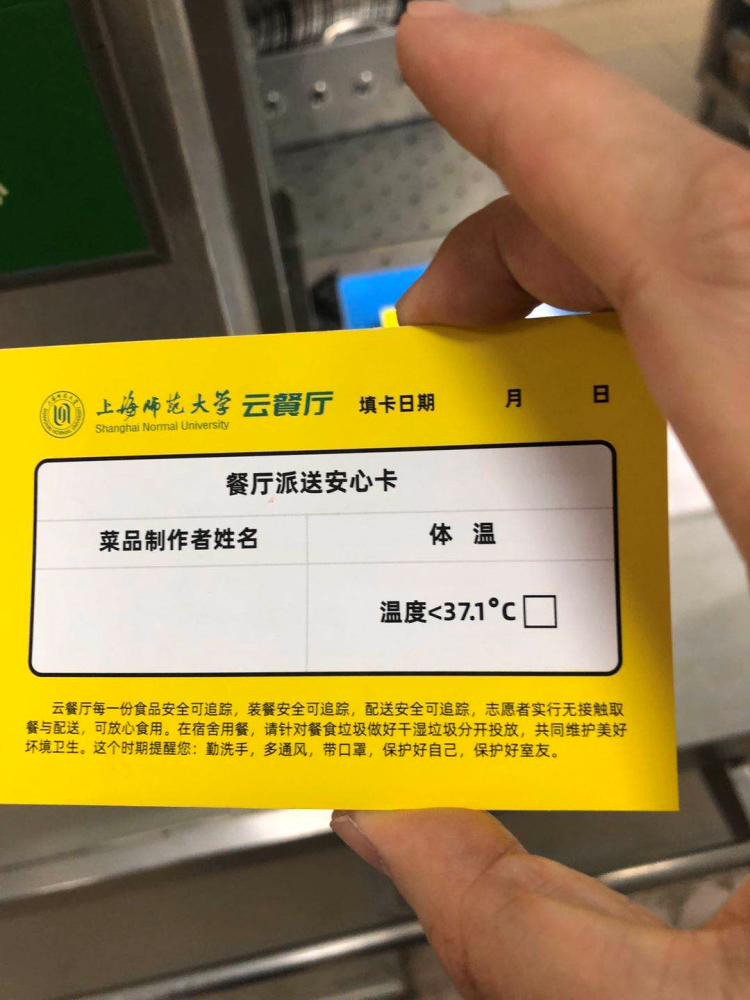 上海师范大学 云餐厅 填卡日期 月 日
Shanghai Normal University
餐厅派送安心卡
菜品制作者姓名 体 温
温度<37.1°C
云餐厅每一份食品安全可追踪，装餐安全可追踪，配送安全可追踪，志愿者实行无接触取
餐与配送，可放心食用。在宿舍用餐，请针对餐食垃圾做好干湿垃圾分开投放，共同维护美好
环境卫生。这个时期提醒您：勤洗手，多通风，带口罩，保护好自己，保护好室友。